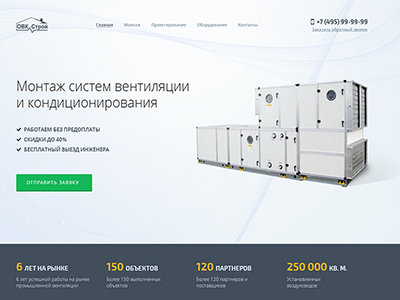 ОВК Строй
Главная Монтаж Проектирование Оборудование Контакты
+7 (495) 99-99-99
Заказать обратный звонок
Монтаж систем вентиляции
и кондиционирования
РАБОТАЕМ БЕЗ ПРЕДОПЛАТЫ
СКИДКИ ДО 40%
БЕСПЛАТНЫЙ ВЫЕЗД ИНЖЕНЕРА
ОТПРАВИТЬ ЗАЯВКУ
6 ЛЕТ НА РЫНКЕ
6 лет успешной работы на рынке
промышленной вентиляции
150 ОБЪЕКТОВ
Более 150 выполненных
объектов
120 ПАРТНЕРОВ
Более 120 партнеров и
поставщиков
250 000 КВ. М.
Установленных
воздуховодов